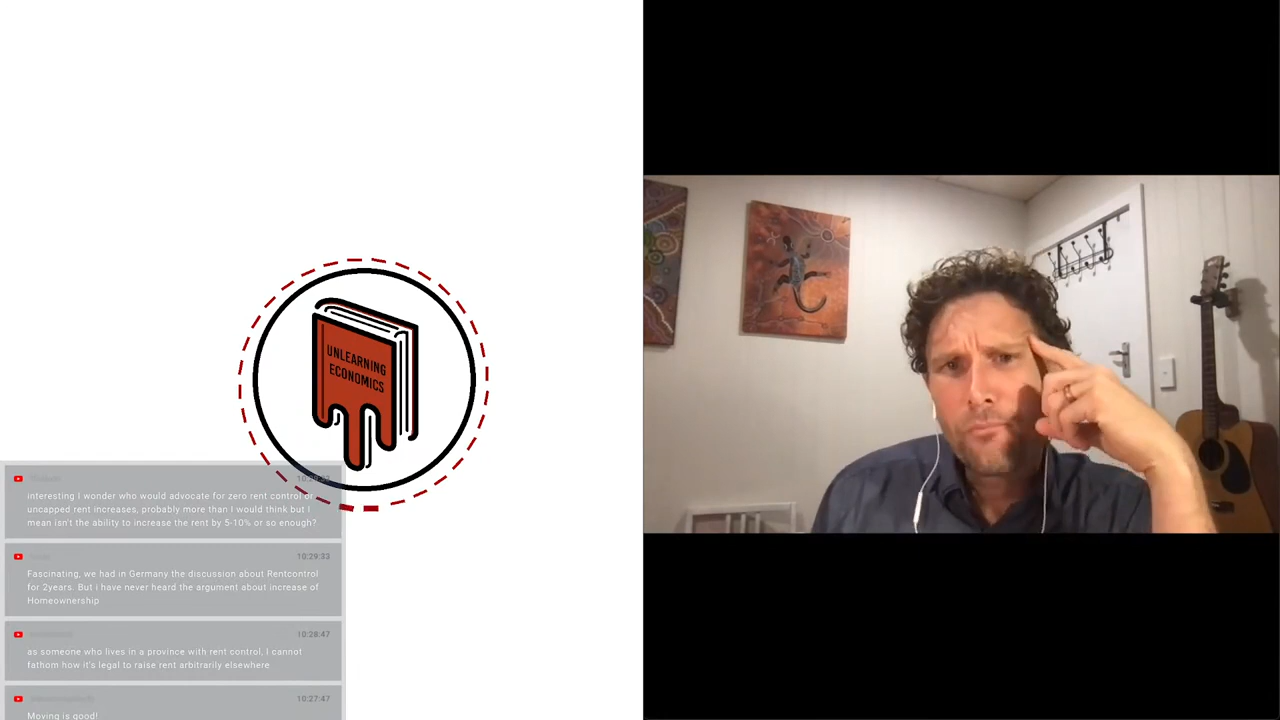 UNLEARNING
ECONOMICS
interesting I wonder who would advocate for zero rent control or
uncapped rent increases, probably more than I would think but I
mean isn't the ability to increase the rent by 5-10% or so enough?
10:29:33
Fascinating, we had in Germany the discussion about Rentcontrol
for 2years. But i have never heard the argument about increase of
Homeownership
10:28:47
as someone who lives in a province with rent control, i cannot
fathom how it's legal to raise rent arbitrarily elsewhere
10:27:47
Moving is good!